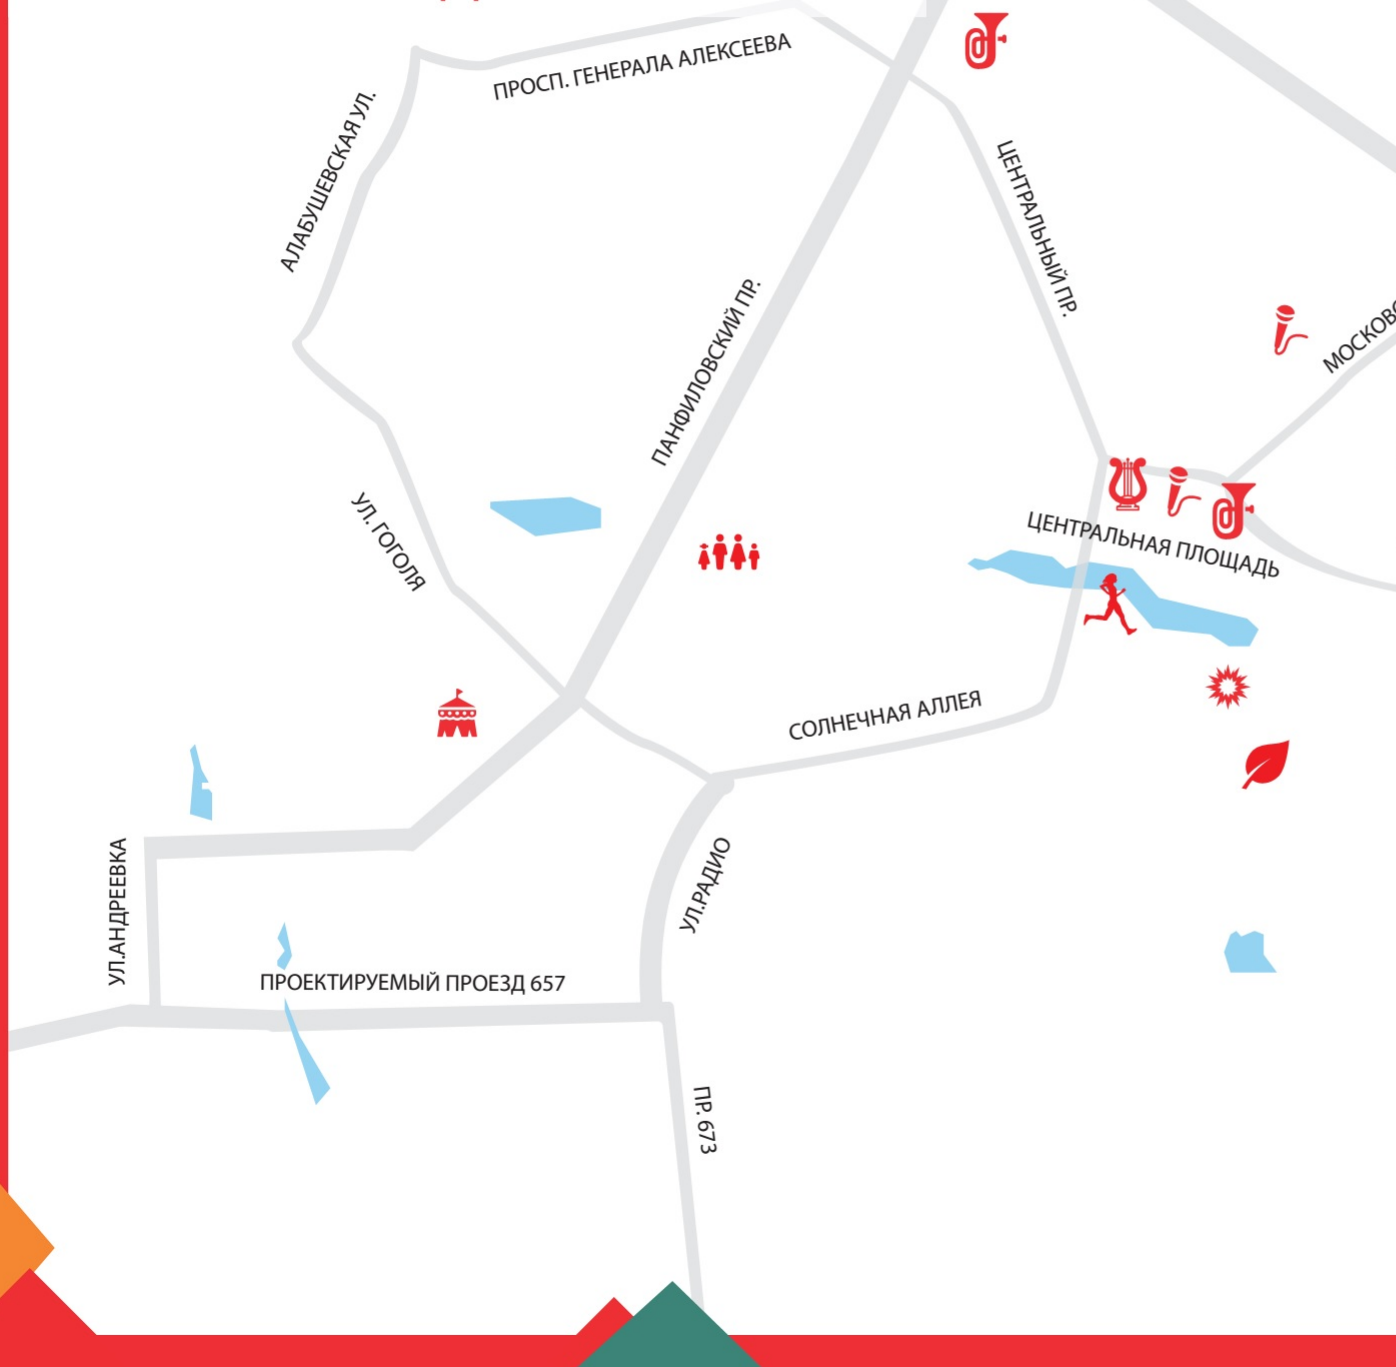 ПРОСП. ГЕНЕРАЛА АЛЕКСЕЕВА
АЛАБУШЕВСКАЯ УЛ.
ЦЕНТРАЛЬНЫЙ ПР.
ПАНФИЛОВСКИЙ ПР.
УЛ. ГОГОЛЯ
ЦЕНТРАЛЬНАЯ ПЛОЩАДЬ
СОЛНЕЧНАЯ АЛЛЕЯ
УЛ.РАДИО
УЛ.АНДРЕЕВКА
ПРОЕКТИРУЕМЫЙ ПРОЕЗД 657
ПР. 673